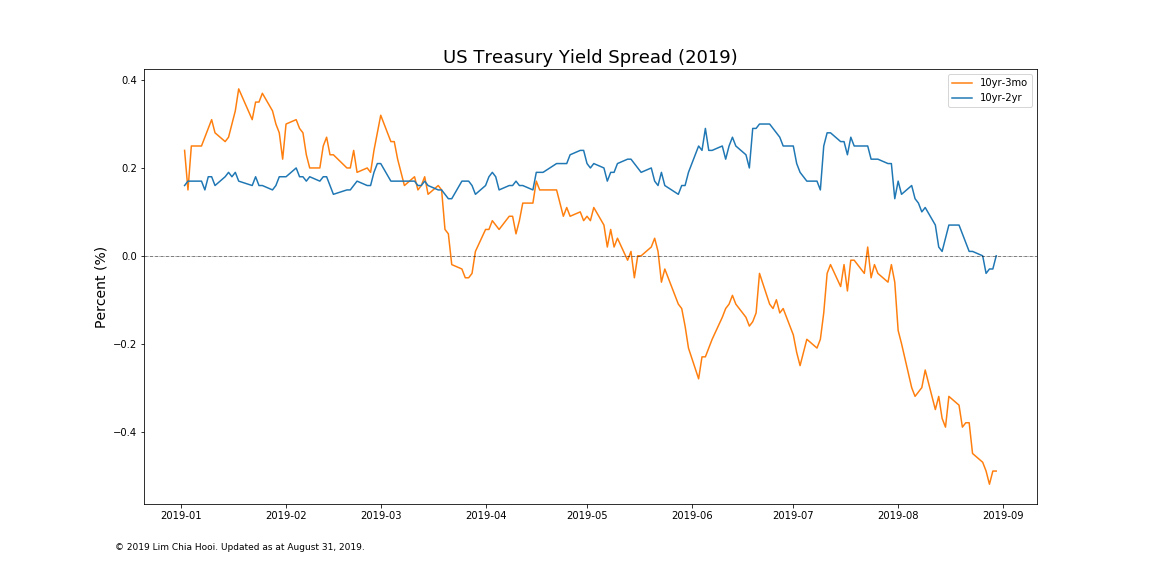 US Treasury Yield Spread (2019)
10yr-3mo
10yr-2yr
Percent (%)
0.4
0.2
0.0
−0.2
−0.4
2019-01 2019-02 2019-03 2019-04 2019-05 2019-06 2019-07 2019-08 2019-09
© 2019 Lim Chia Hooi. Updated as at August 31, 2019.